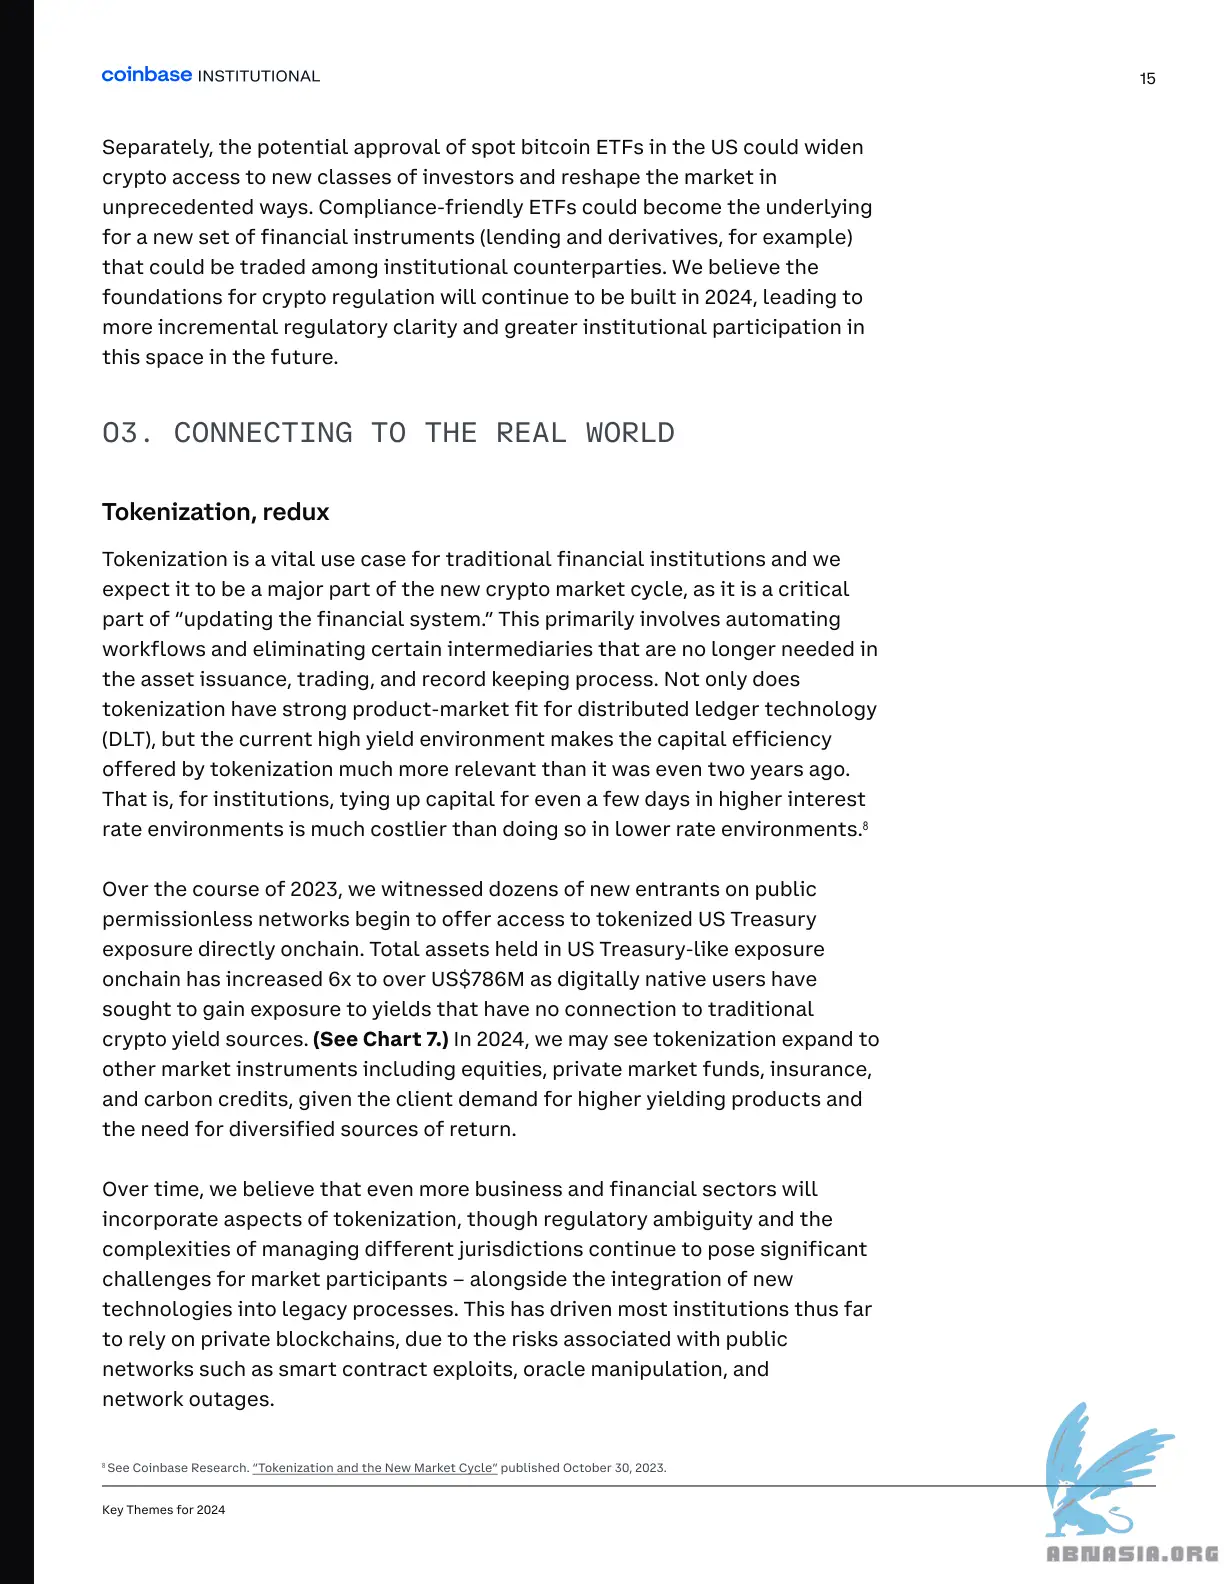 coinbase INSTITUTIONAL
15
Separately, the potential approval of spot bitcoin ETFs in the US could widen
crypto access to new classes of investors and reshape the market in
unprecedented ways. Compliance-friendly ETFs could become the underlying
for a new set of financial instruments (lending and derivatives, for example)
that could be traded among institutional counterparties. We believe the
foundations for crypto regulation will continue to be built in 2024, leading to
more incremental regulatory clarity and greater institutional participation in
this space in the future.
03. CONNECTING TO THE REAL WORLD
Tokenization, redux
Tokenization is a vital use case for traditional financial institutions and we
expect it to be a major part of the new crypto market cycle, as it is a critical
part of “updating the financial system.” This primarily involves automating
workflows and eliminating certain intermediaries that are no longer needed in
the asset issuance, trading, and record keeping process. Not only does
tokenization have strong product-market fit for distributed ledger technology
(DLT), but the current high yield environment makes the capital efficiency
offered by tokenization much more relevant than it was even two years ago.
That is, for institutions, tying up capital for even a few days in higher interest
rate environments is much costlier than doing so in lower rate environments.⁸
Over the course of 2023, we witnessed dozens of new entrants on public
permissionless networks begin to offer access to tokenized US Treasury
exposure directly onchain. Total assets held in US Treasury-like exposure
onchain has increased 6x to over US$786M as digitally native users have
sought to gain exposure to yields that have no connection to traditional
crypto yield sources. (See Chart 7.) In 2024, we may see tokenization expand to
other market instruments including equities, private market funds, insurance,
and carbon credits, given the client demand for higher yielding products and
the need for diversified sources of return.
Over time, we believe that even more business and financial sectors will
incorporate aspects of tokenization, though regulatory ambiguity and the
complexities of managing different jurisdictions continue to pose significant
challenges for market participants – alongside the integration of new
technologies into legacy processes. This has driven most institutions thus far
to rely on private blockchains, due to the risks associated with public
networks such as smart contract exploits, oracle manipulation, and
network outages.
⁸ See Coinbase Research. “Tokenization and the New Market Cycle” published October 30, 2023.
Key Themes for 2024
ABNASIA.ORG